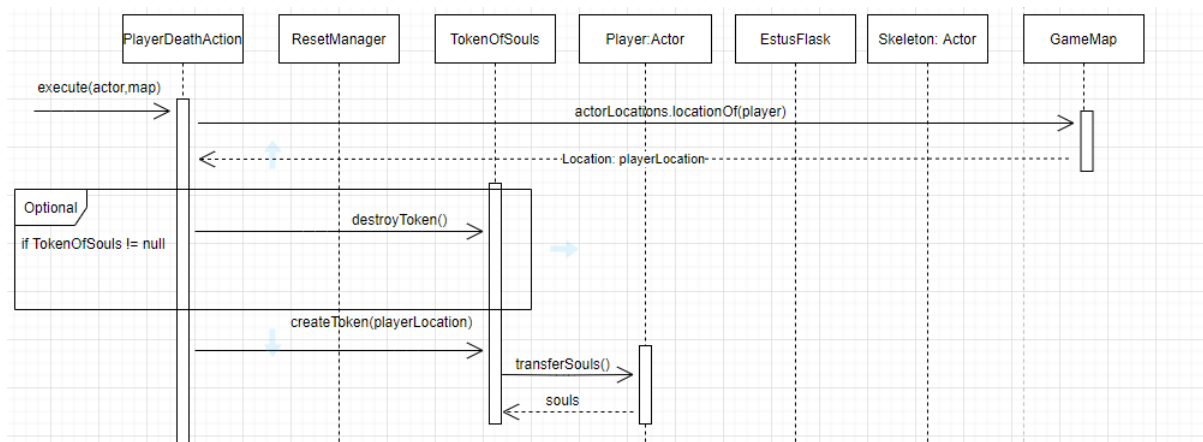 PlayerDeathAction
ResetManager
TokenOfSouls
Player:Actor
EstusFlask
Skeleton: Actor
GameMap
execute(actor,map)
actorLocations.locationOf(player)
Location: playerLocation
Optional
if TokenOfSouls != null
destroyToken()
createToken(playerLocation)
transferSouls()
souls